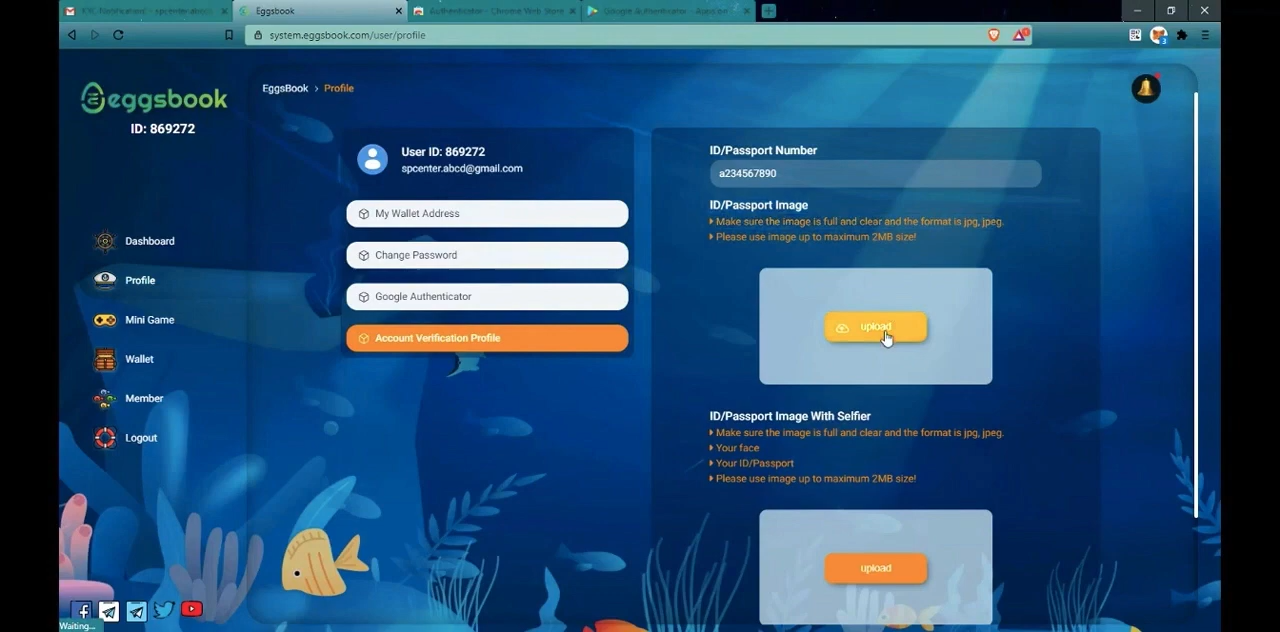 Eggsbook
system.eggsbook.com/user/profile
3
eggsbook
ID: 869272
EggsBook > Profile
Dashboard
Profile
Mini Game
Wallet
Member
Logout
User ID: 869272
spcenter.abcd@gmail.com
My Wallet Address
Change Password
Google Authenticator
Account Verification Profile
ID/Passport Number
a234567890
ID/Passport Image
Make sure the image is full and clear and the format is jpg, jpeg.
Please use image up to maximum 2MB size!
upload
ID/Passport Image With Selfier
Make sure the image is full and clear and the format is jpg, jpeg.
Your face
Your ID/Passport
Please use image up to maximum 2MB size!
upload
Waiting...